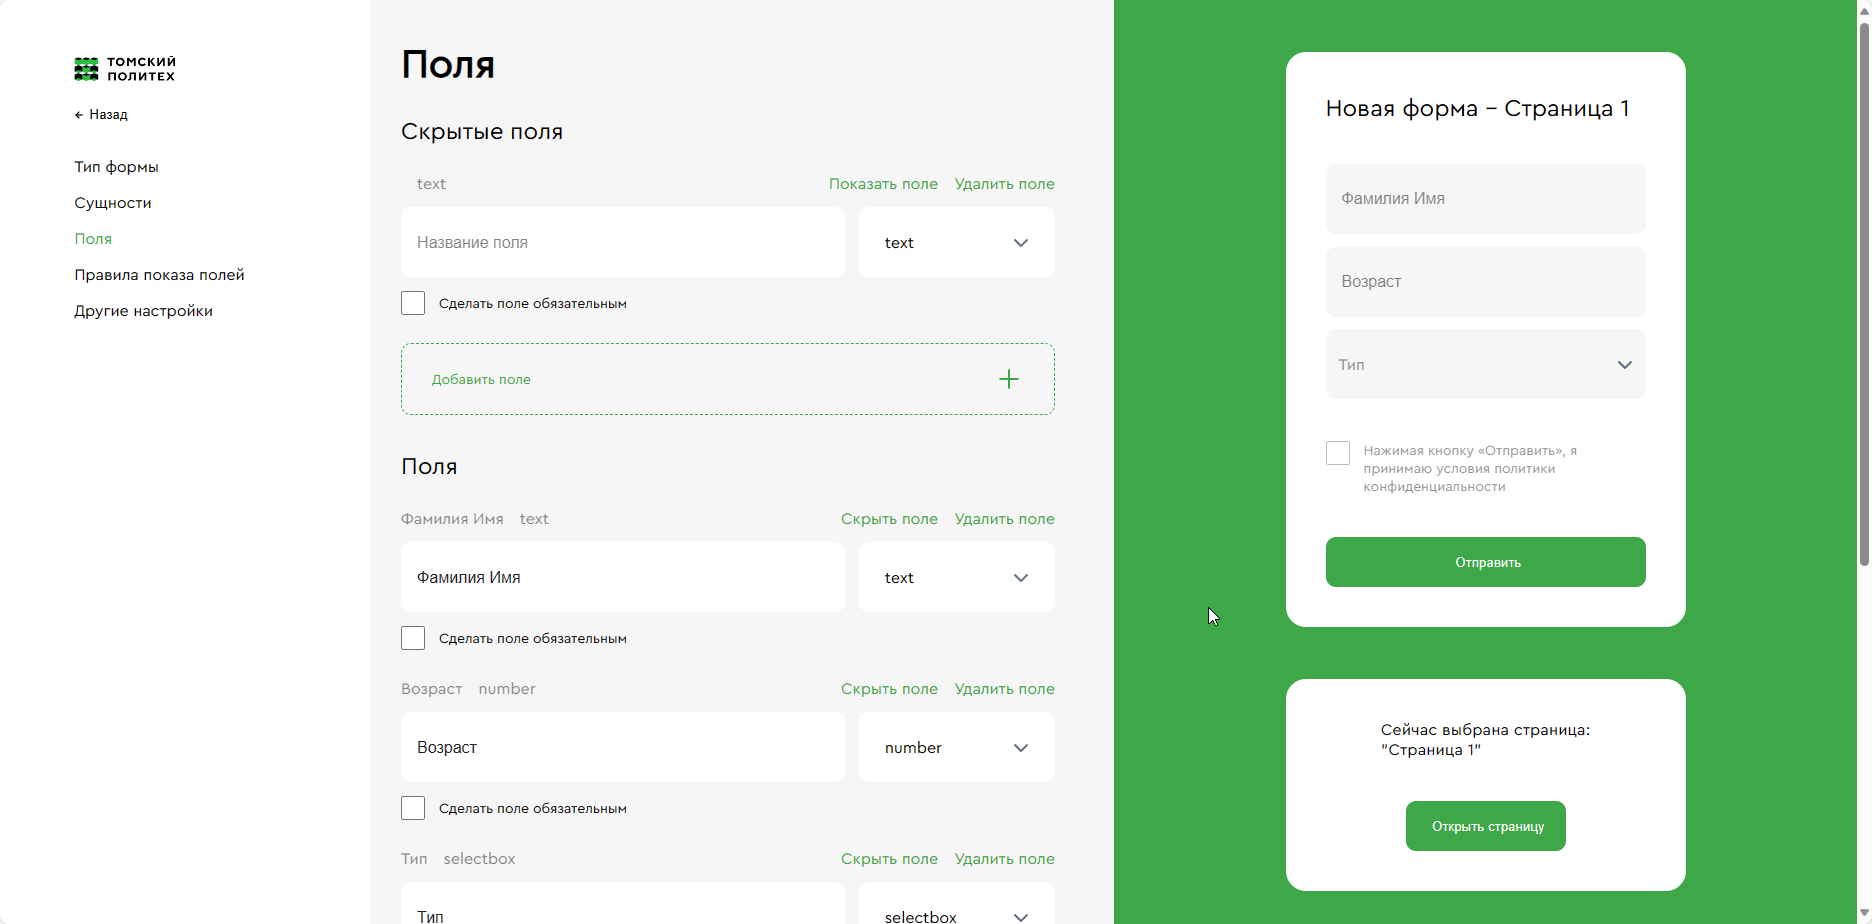 ТОМСКИЙ
ПОЛИТЕХ
← Назад
Тип формы
Сущности
Поля
Правила показа полей
Другие настройки
Поля
Скрытые поля
text Показать поле Удалить поле
Название поля text
Сделать поле обязательным
Добавить поле
Поля
Фамилия Имя text Скрыть поле Удалить поле
Фамилия Имя text
Сделать поле обязательным
Возраст number Скрыть поле Удалить поле
Возраст number
Сделать поле обязательным
Тип selectbox Скрыть поле Удалить поле
Тип selectbox
Новая форма – Страница 1
Фамилия Имя
Возраст
Тип
Нажимая кнопку «Отправить», я
принимаю условия политики
конфиденциальности
Отправить
Сейчас выбрана страница:
"Страница 1"
Открыть страницу